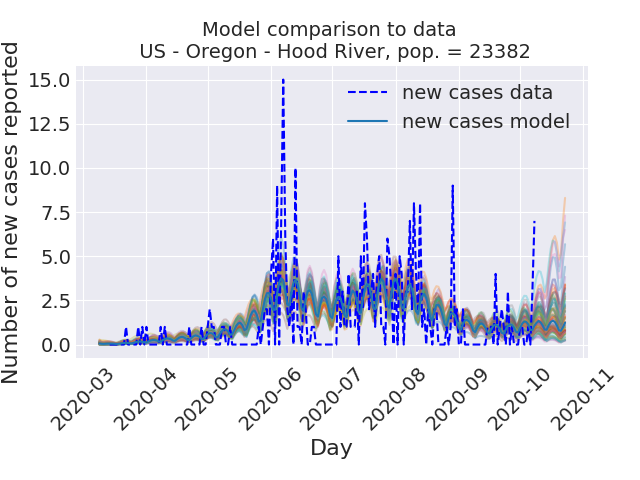 Model comparison to data
US - Oregon - Hood River, pop. = 23382
Number of new cases reported
15.0
12.5
10.0
7.5
5.0
2.5
0.0
new cases data
new cases model
2020-03
2020-04
2020-05
2020-06
2020-07
2020-08
2020-09
2020-10
2020-11
Day